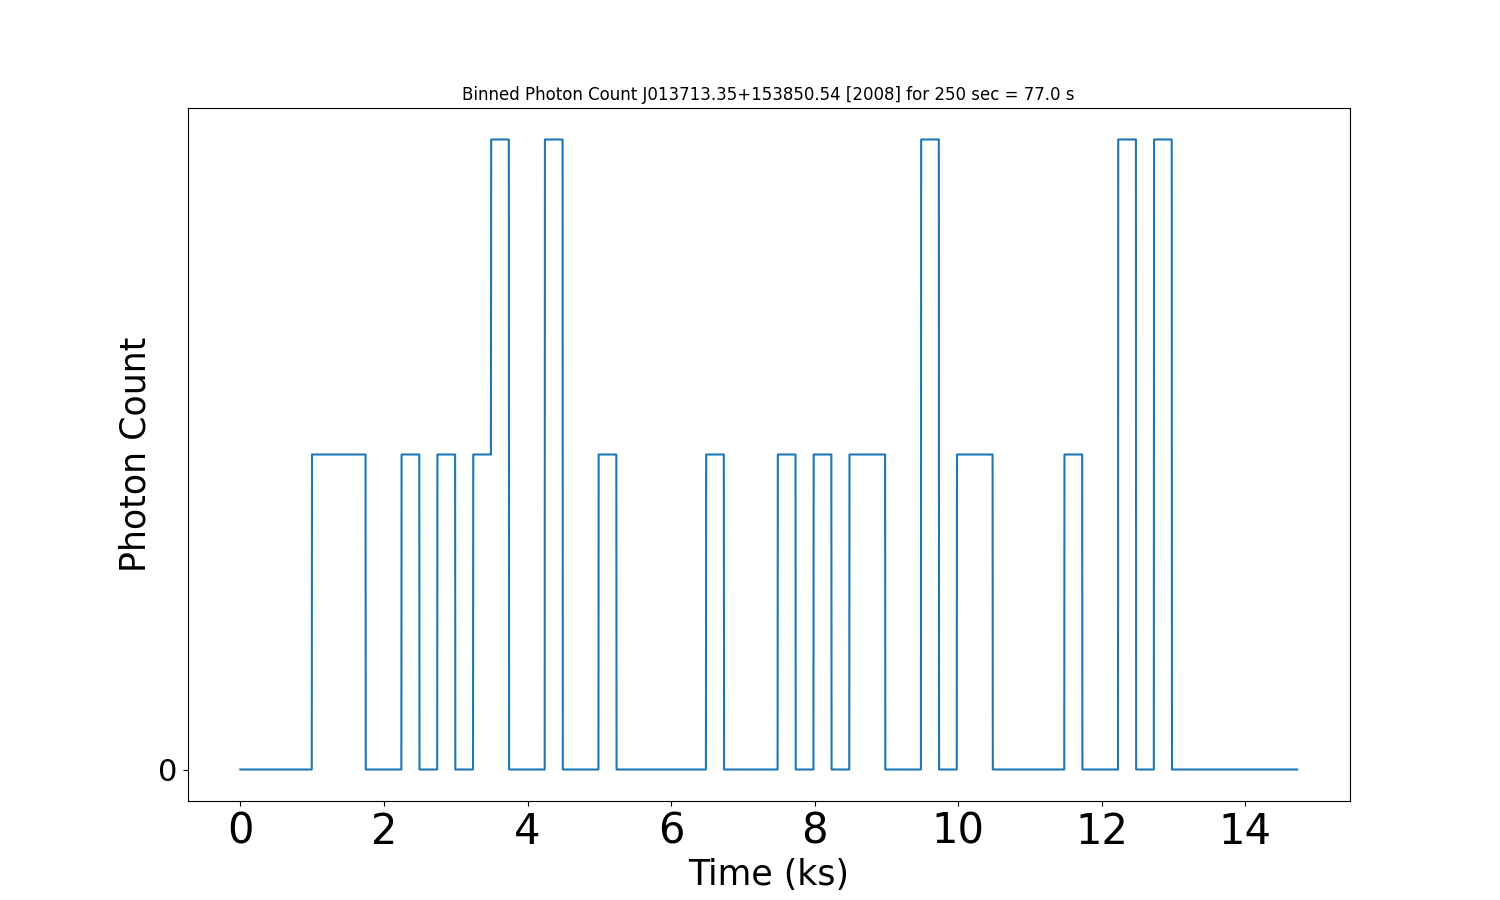 Binned Photon Count J013713.35+153850.54 [2008] for 250 sec = 77.0 s
Photon Count
0
0 2 4 6 8 10 12 14
Time (ks)